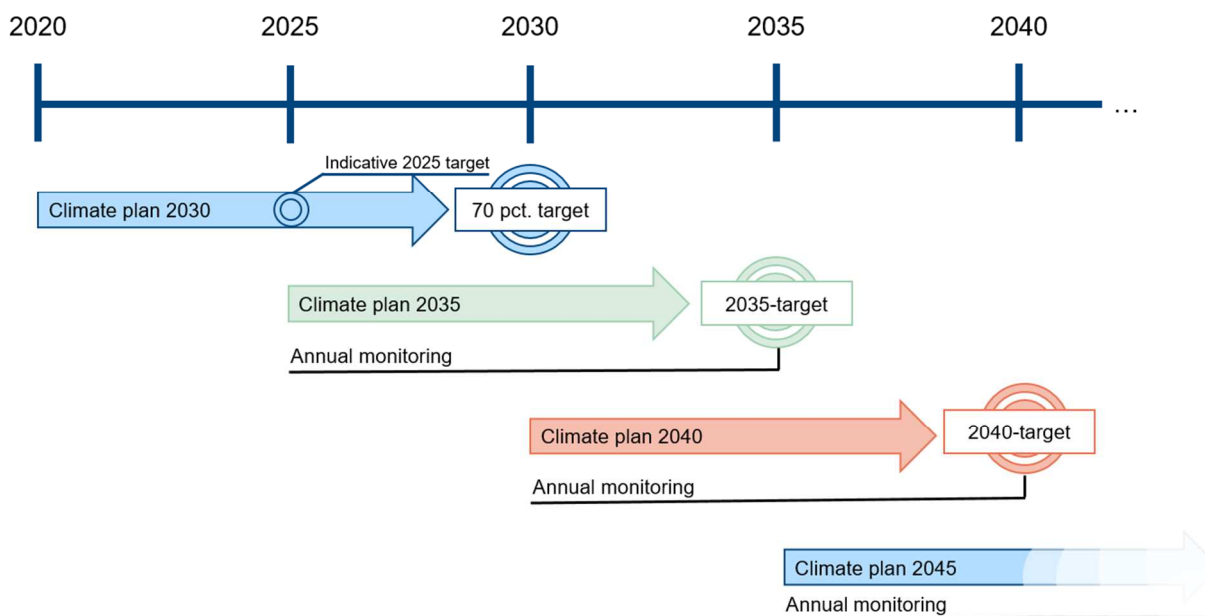 2020 2025 2030 2035 2040
...
Indicative 2025 target
Climate plan 2030
70 pct. target
Climate plan 2035
2035-target
Annual monitoring
Climate plan 2040
2040-target
Annual monitoring
Climate plan 2045
Annual monitoring